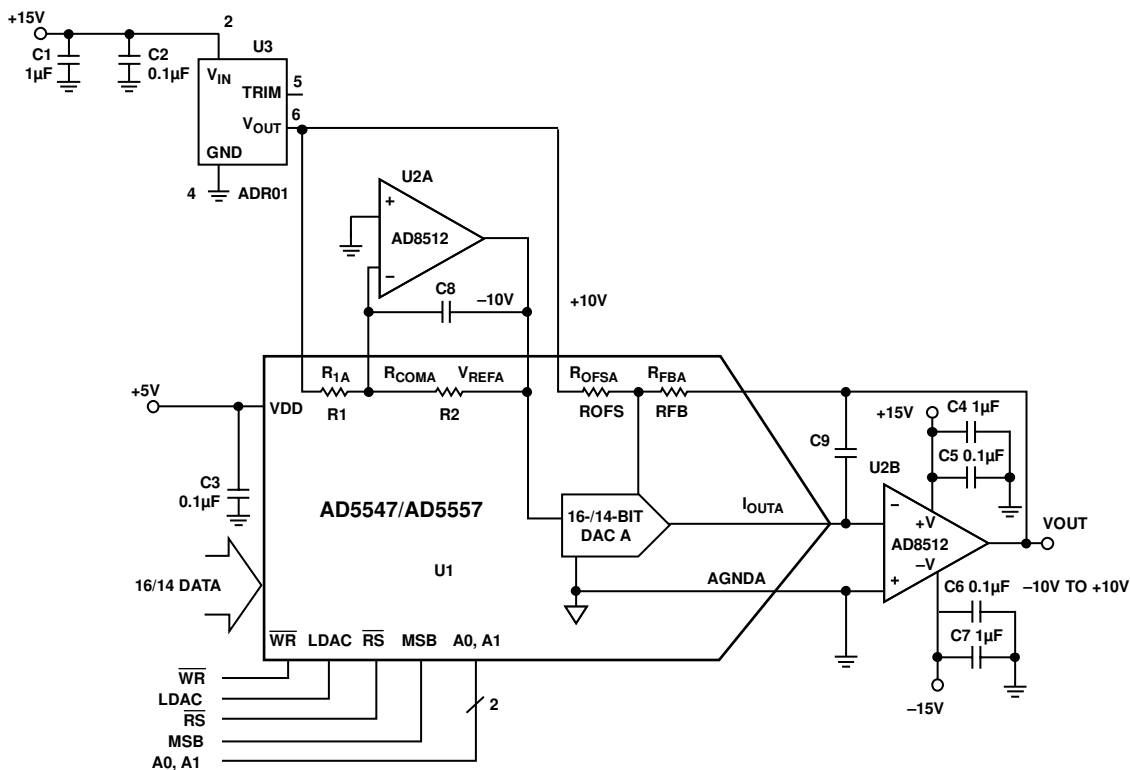 +15V
2
U3
C1
1µF
C2
0.1µF
VIN
TRIM
5
VOUT
6
GND
4
ADR01
U2A
+
AD8512
−
C8
−10V
+10V
R1A
RCOMA
VREFA
ROFSA
RFBA
R1
R2
ROFS
RFB
+5V
VDD
C3
0.1µF
C9
+15V
C4 1µF
C5 0.1µF
U2B
−
+V
AD8512
−V
+
VOUT
AD5547/AD5557
16-/14-BIT
DAC A
IOUTA
U1
AGNDA
C6 0.1µF
−10V TO +10V
C7 1µF
−15V
16/14 DATA
WR LDAC RS MSB A0, A1
2
WR
LDAC
RS
MSB
A0, A1